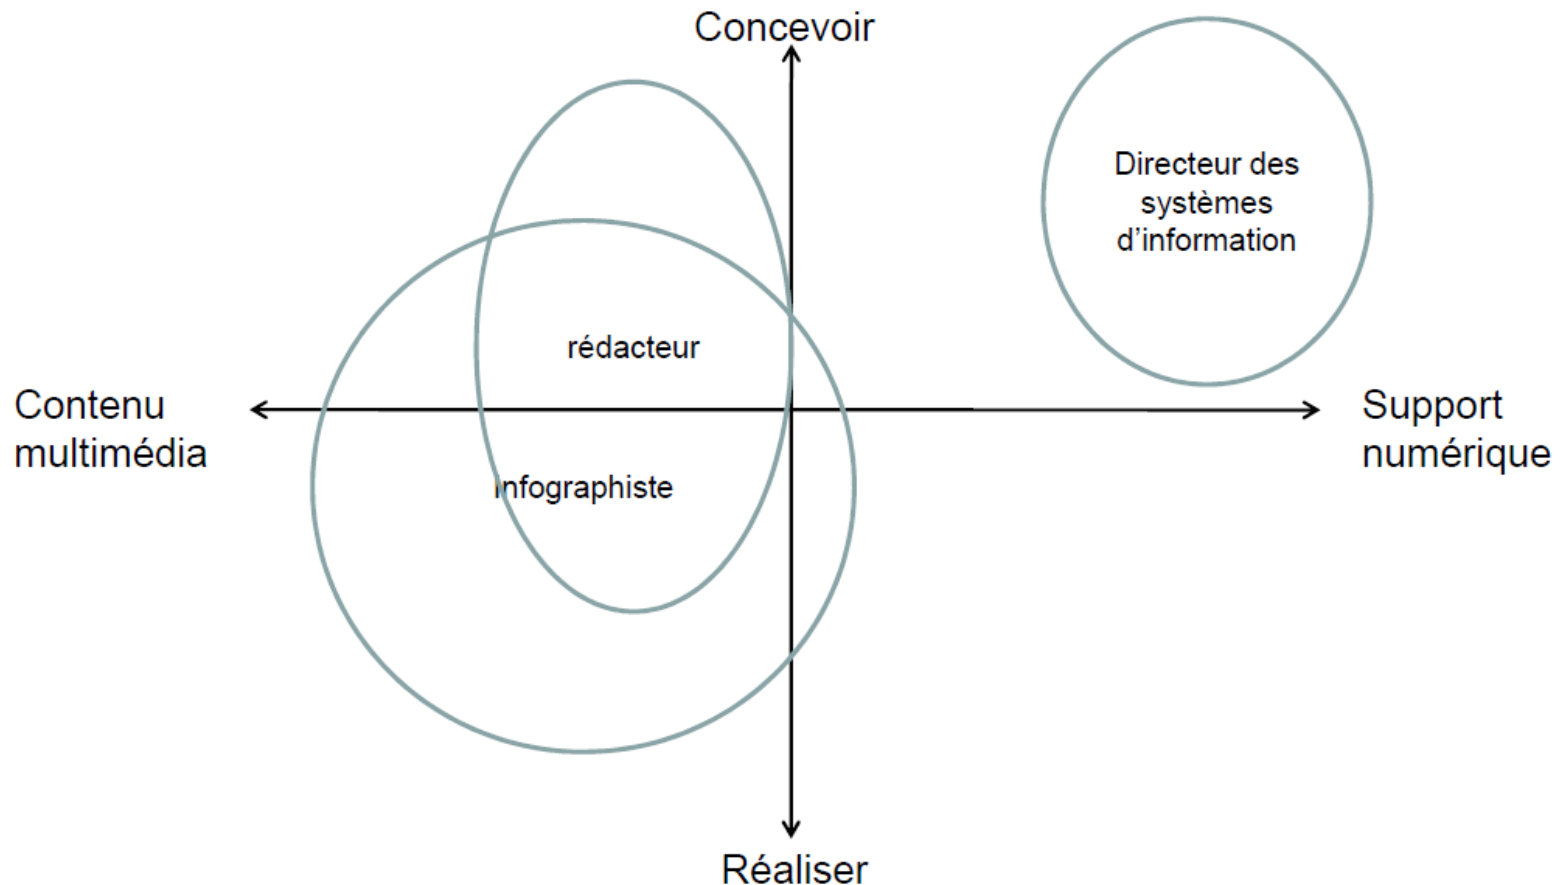 Concevoir
Directeur des
systèmes
d'information
rédacteur
Contenu
multimédia
Support
numérique
infographiste
Réaliser